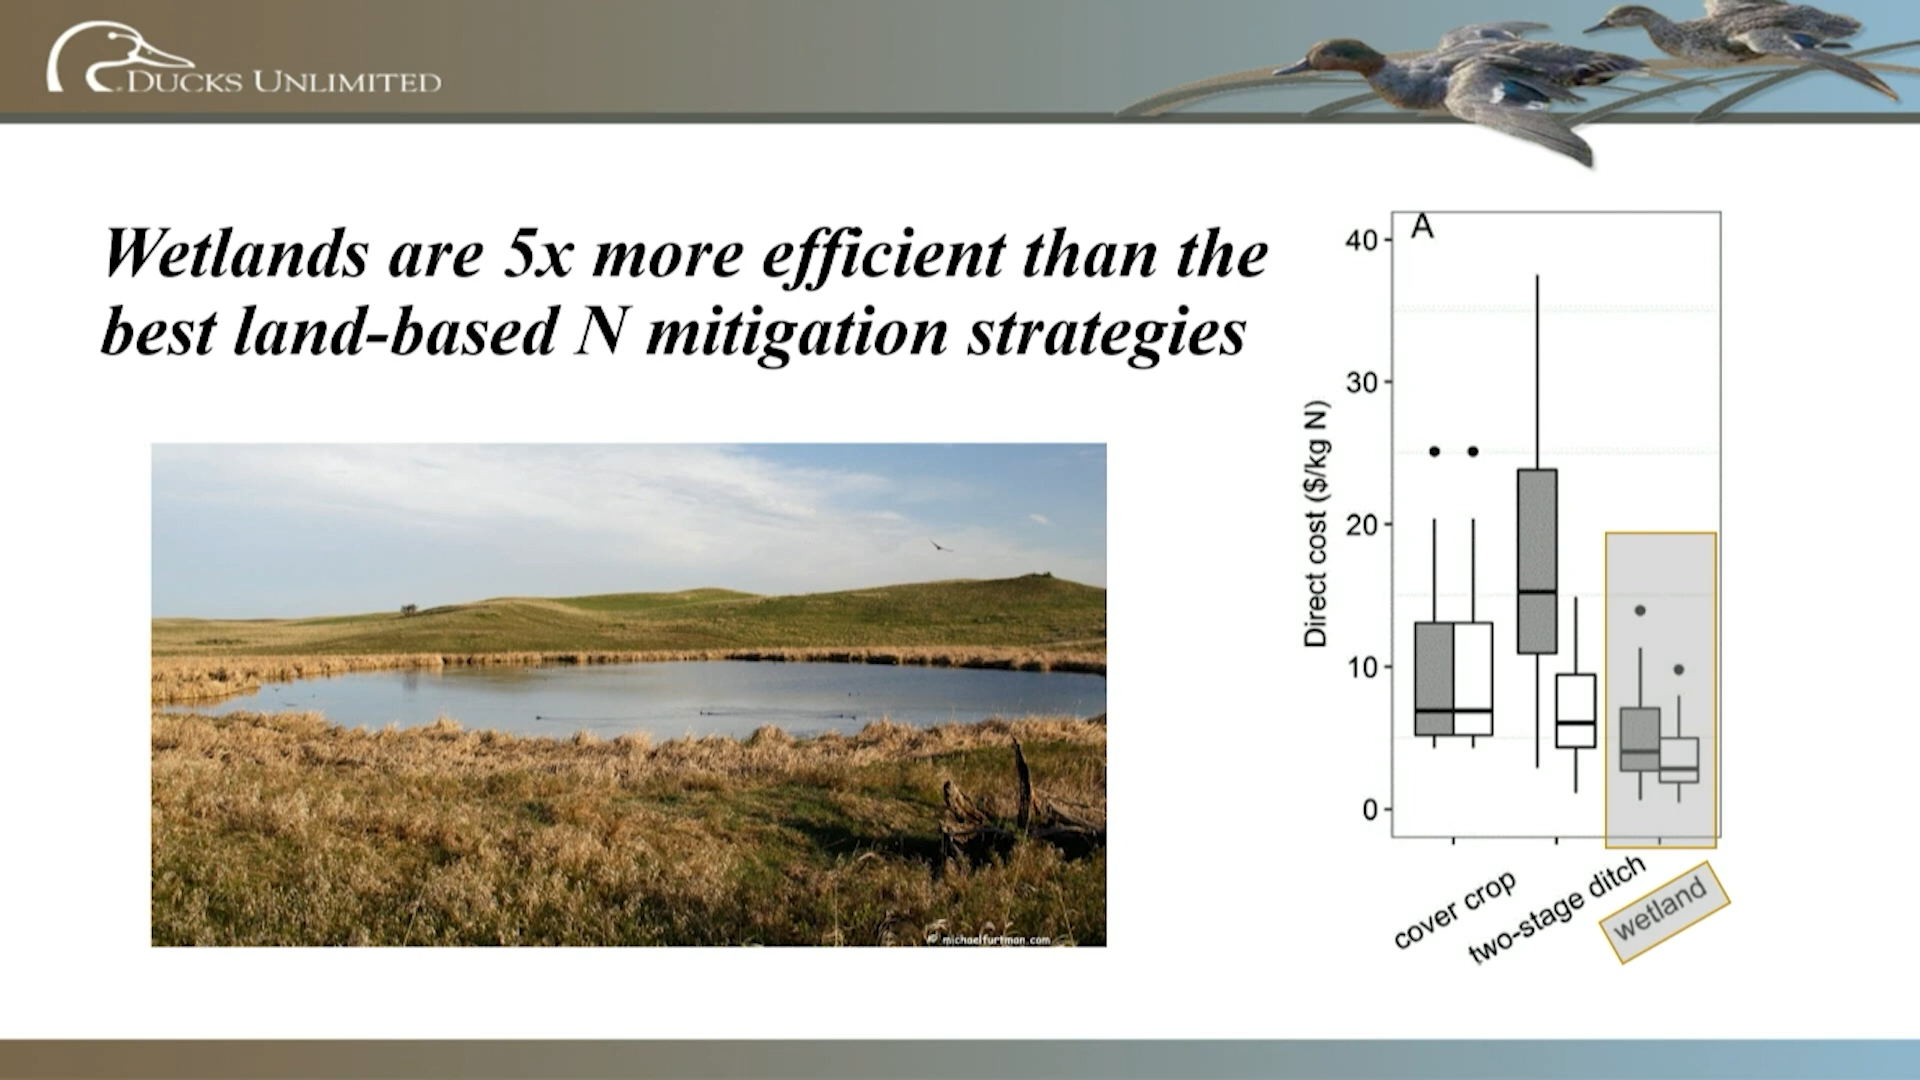 DUCKS UNLIMITED
Wetlands are 5x more efficient than the
best land-based N mitigation strategies
© michaelfurtman.com
A
40
30
20
10
0
Direct cost ($/kg N)
cover crop
two-stage ditch
wetland